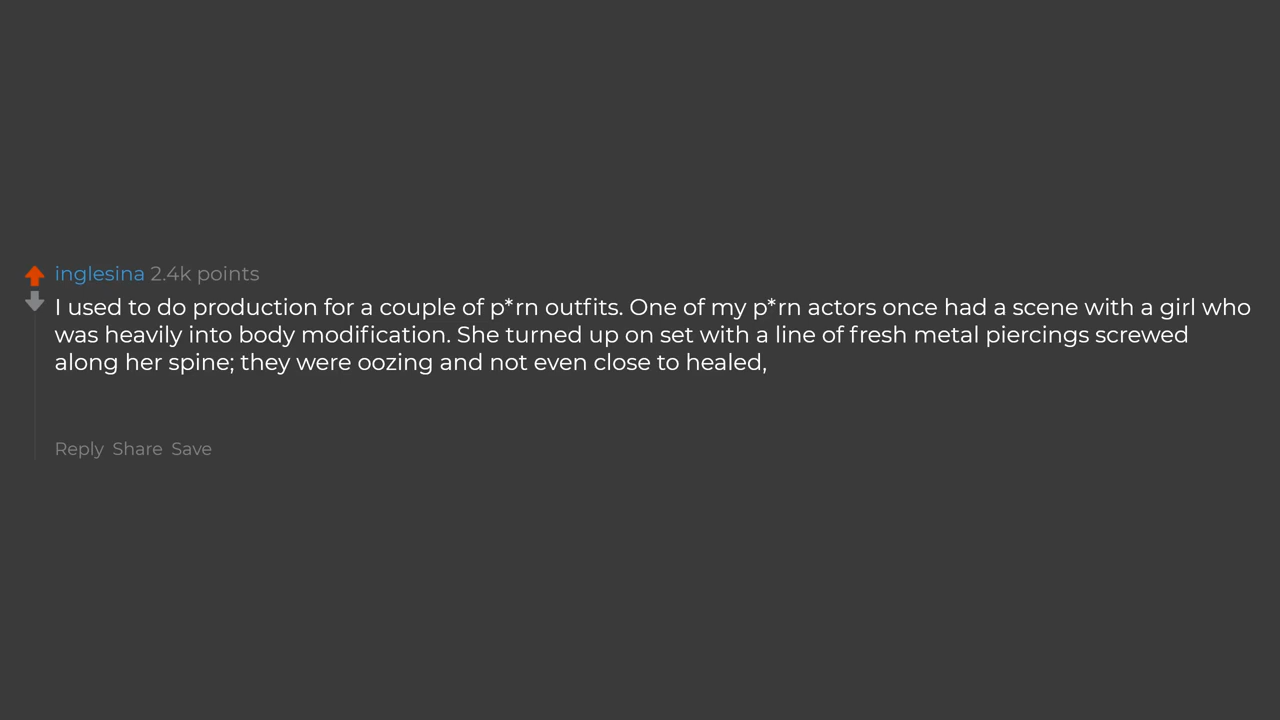 inglesina 2.4k points
I used to do production for a couple of p*rn outfits. One of my p*rn actors once had a scene with a girl who
was heavily into body modification. She turned up on set with a line of fresh metal piercings screwed
along her spine; they were oozing and not even close to healed,
Reply Share Save